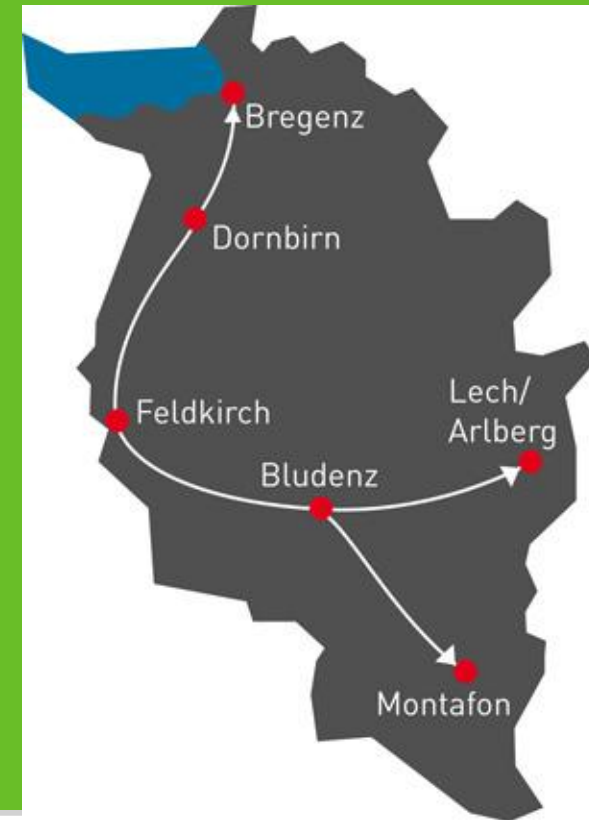 Bregenz
Dornbirn
Feldkirch
Lech/
Arlberg
Bludenz
Montafon